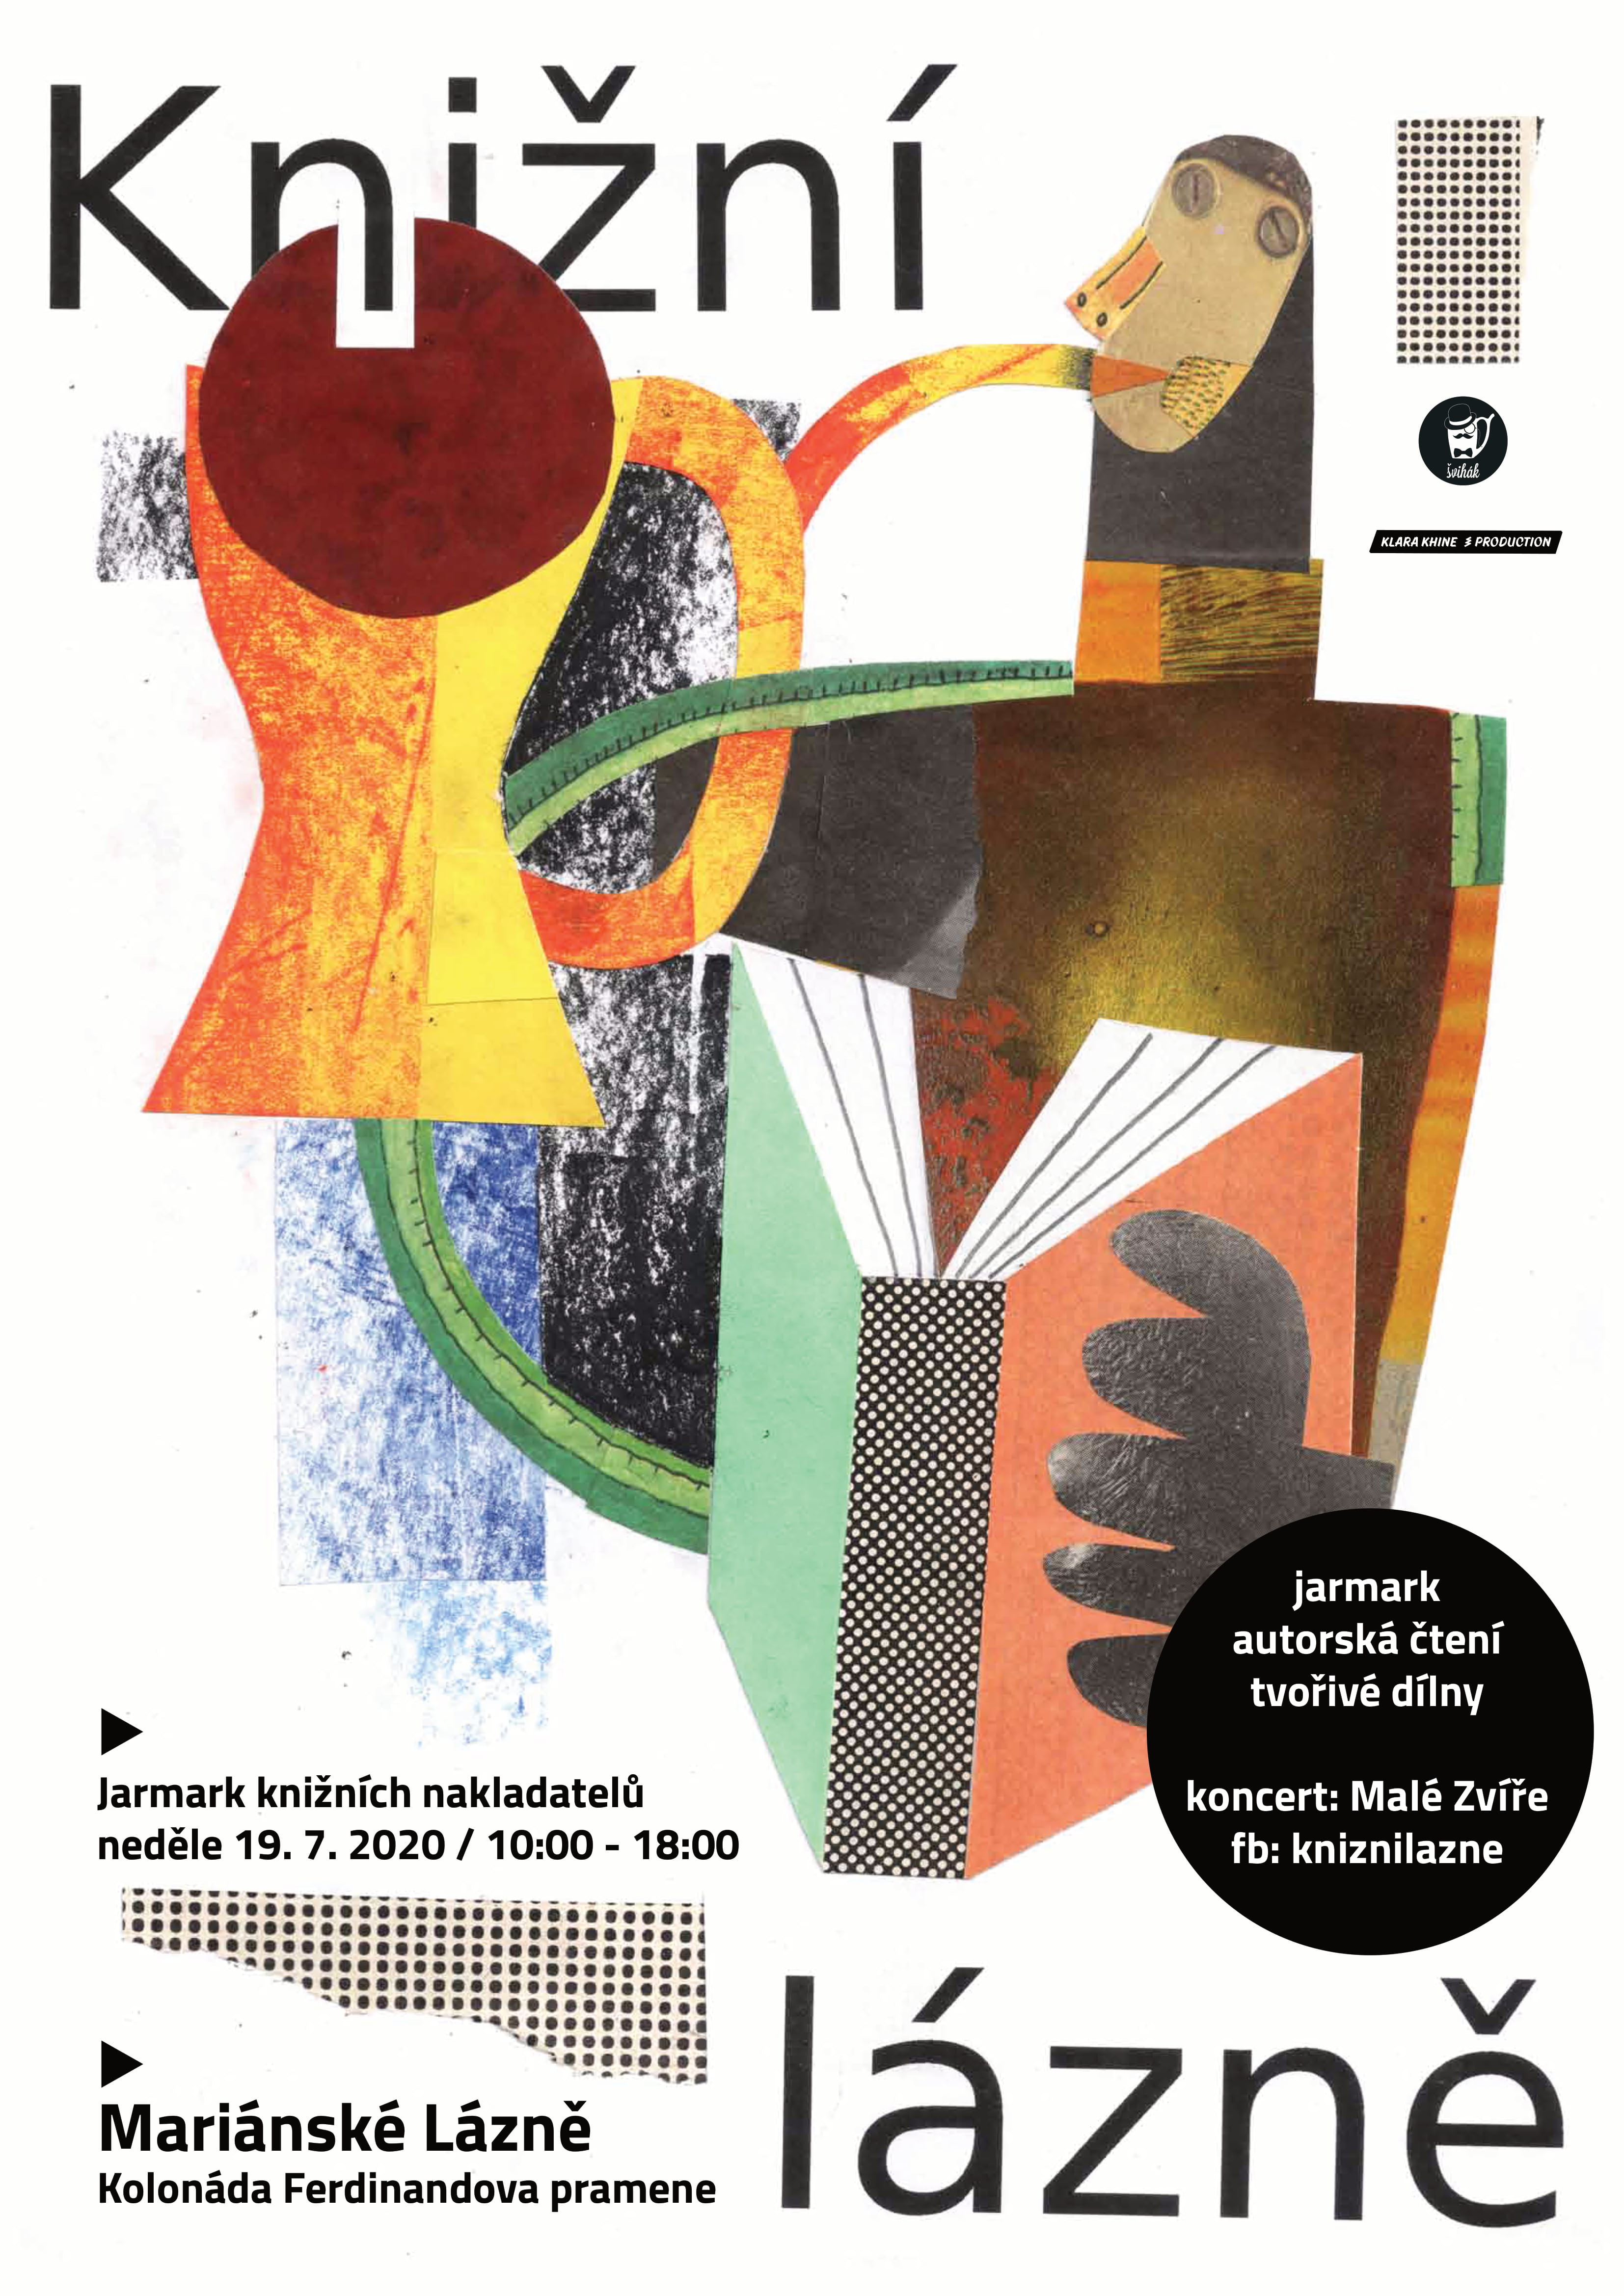 Knižní
švihák
KLARA KHINE PRODUCTION
jarmark
autorská čtení
tvořivé dílny
koncert: Malé Zvíře
fb: kniznilazne
Jarmark knižních nakladatelů
neděle 19. 7. 2020 / 10:00 - 18:00
Mariánské Lázně
Kolonáda Ferdinandova pramene
lázně